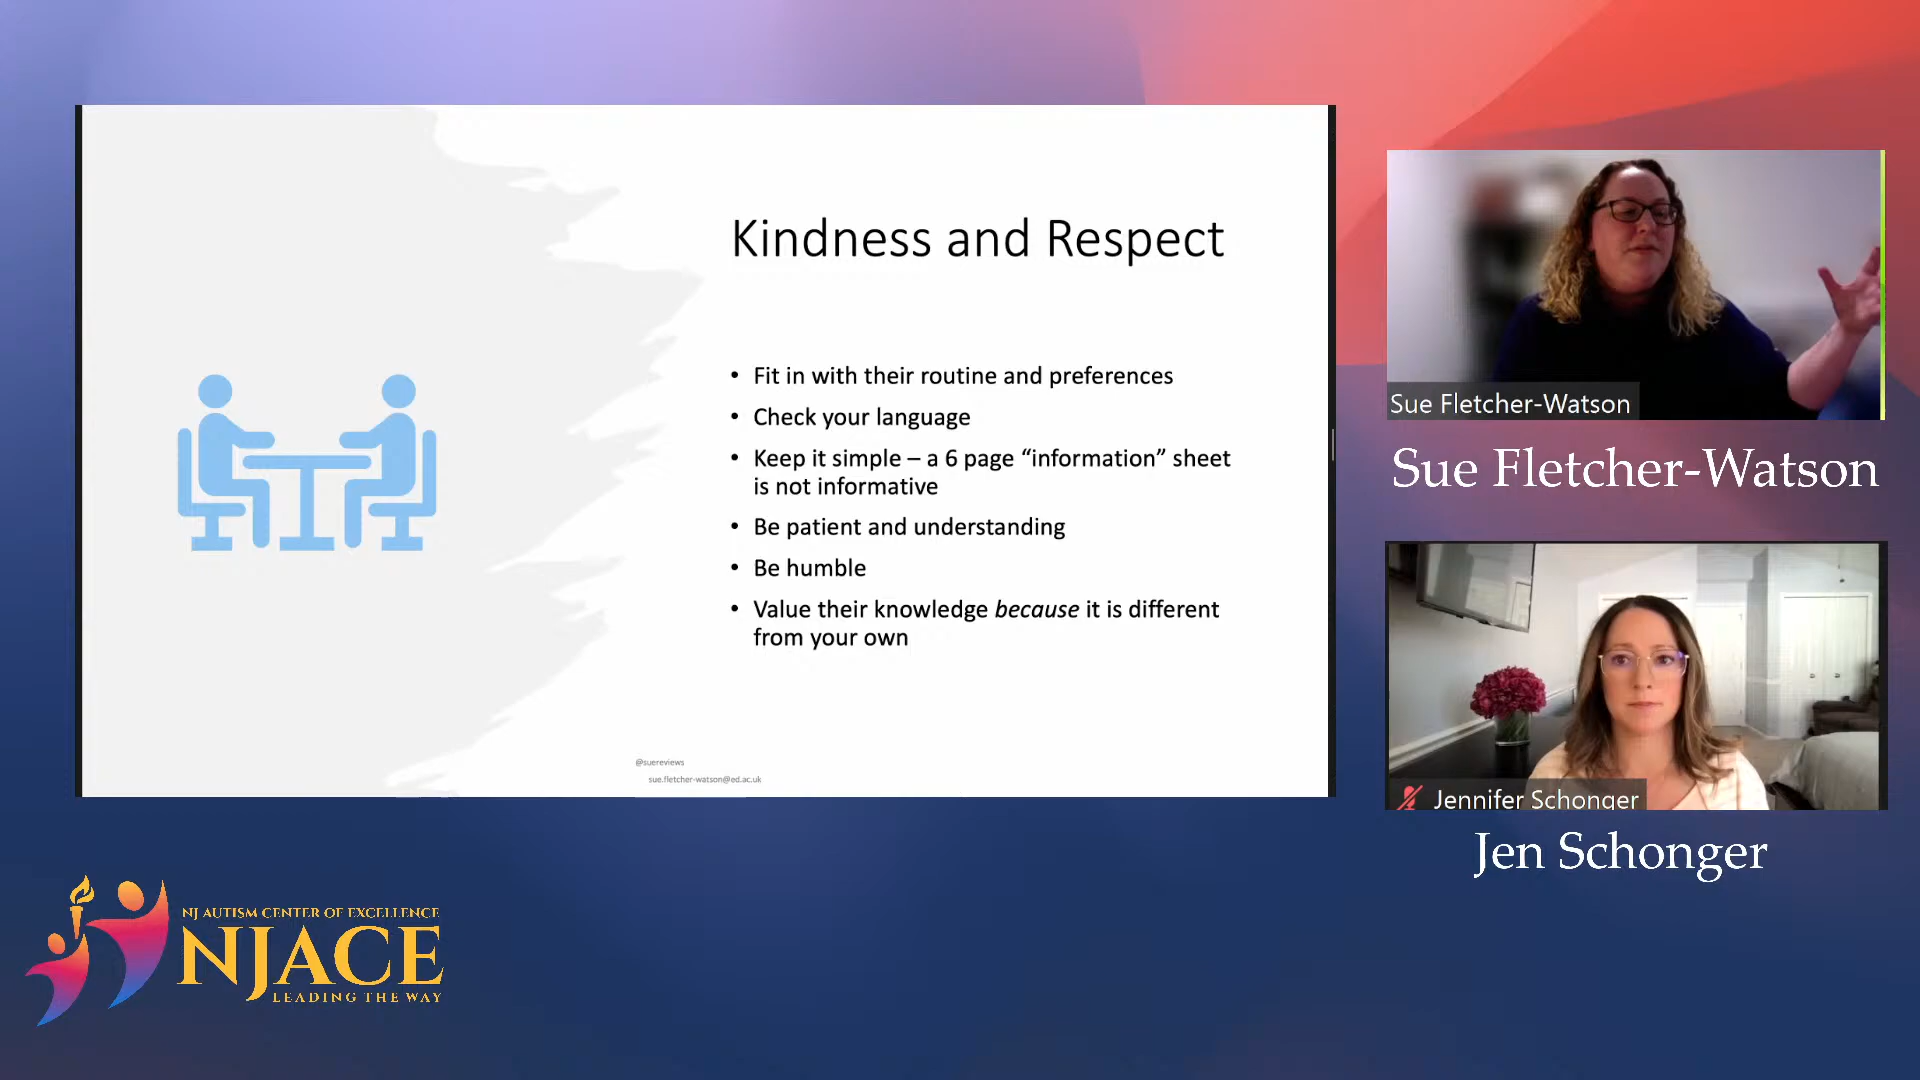 Kindness and Respect
• Fit in with their routine and preferences
• Check your language
• Keep it simple – a 6 page “information” sheet
is not informative
• Be patient and understanding
• Be humble
• Value their knowledge because it is different
from your own
@suereviews
sue.fletcher-watson@ed.ac.uk
Sue Fletcher-Watson
Sue Fletcher-Watson
Jennifer Schonger
Jen Schonger
NJ AUTISM CENTER OF EXCELLENCE
NJACE
LEADING THE WAY